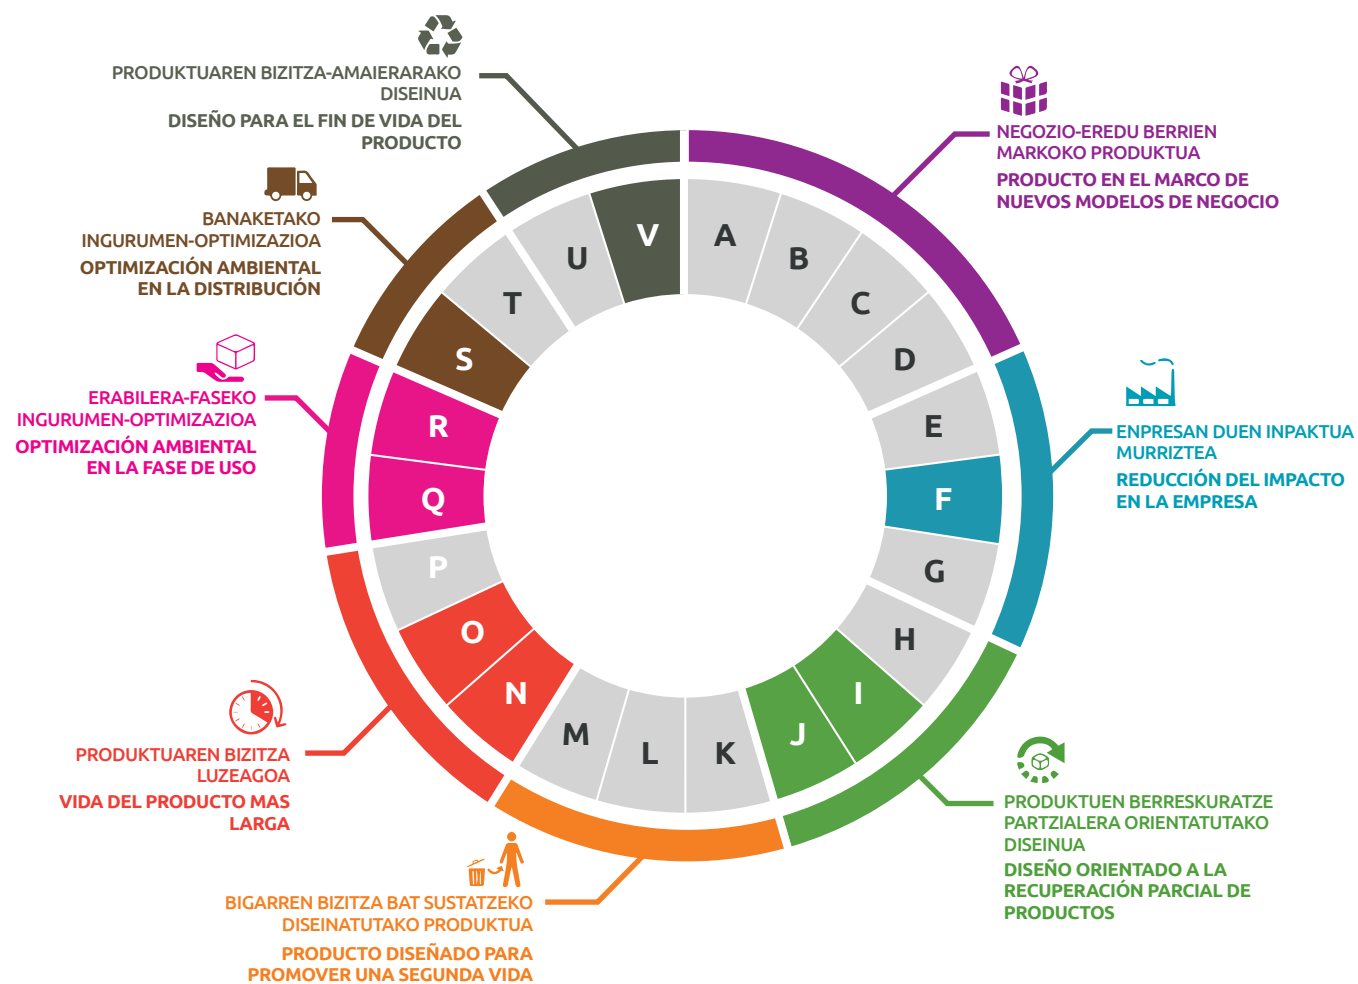 PRODUKTUAREN BIZITZA-AMAIERARAKO
DISEINUA
DISEÑO PARA EL FIN DE VIDA DEL
PRODUCTO
NEGOZIO-EREDU BERRIEN
MARKOKO PRODUKTUA
PRODUCTO EN EL MARCO DE
NUEVOS MODELOS DE NEGOCIO
BANAKETAKO
INGURUMEN-OPTIMIZAZIOA
OPTIMIZACIÓN AMBIENTAL
EN LA DISTRIBUCIÓN
ERABILERA-FASEKO
INGURUMEN-OPTIMIZAZIOA
OPTIMIZACIÓN AMBIENTAL
EN LA FASE DE USO
ENPRESAN DUEN INPAKTUA
MURRIZTEA
REDUCCIÓN DEL IMPACTO
EN LA EMPRESA
PRODUKTUAREN BIZITZA
LUZEAGOA
VIDA DEL PRODUCTO MAS
LARGA
PRODUKTUEN BERRESKURATZE
PARTZIALERA ORIENTATUTAKO
DISEINUA
DISEÑO ORIENTADO A LA
RECUPERACIÓN PARCIAL DE
PRODUCTOS
BIGARREN BIZITZA BAT SUSTATZEKO
DISEINATUTAKO PRODUKTUA
PRODUCTO DISEÑADO PARA
PROMOVER UNA SEGUNDA VIDA
A
B
C
D
E
F
G
H
I
J
K
L
M
N
O
P
Q
R
S
T
U
V